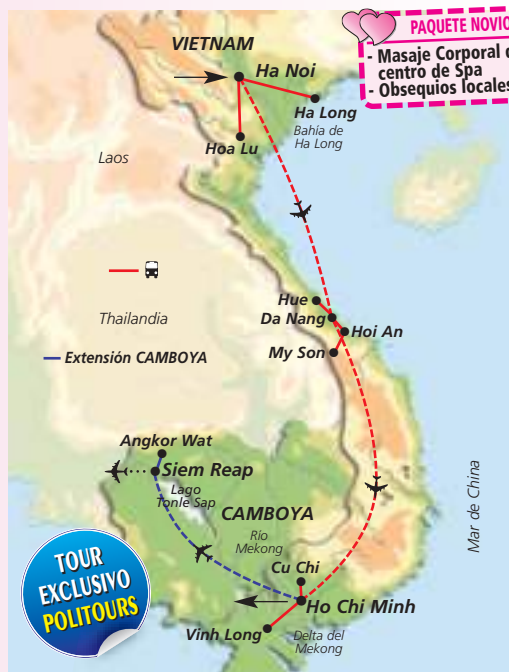 VIETNAM
PAQUETE NOVIO
- Masaje Corporal
centro de Spa
- Obsequios locales
Ha Noi
Ha Long
Bahía de
Ha Long
Hoa Lu
Laos
Hue
Da Nang
Hoi An
My Son
Thailandia
Extensión CAMBOYA
Angkor Wat
Siem Reap
Lago
Tonle Sap
CAMBOYA
Río
Mekong
Cu Chi
Ho Chi Minh
Vinh Long
Delta del
Mekong
Mar de China
TOUR
EXCLUSIVO
POLITOURS